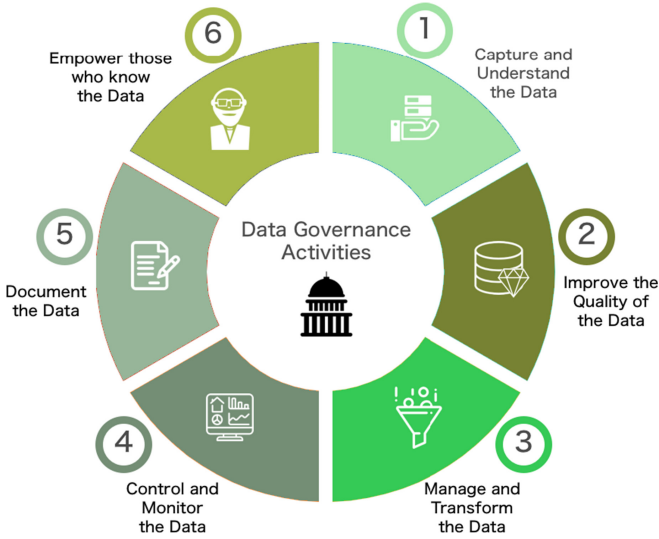 Data Governance
Activities
1
Capture and
Understand
the Data
2
Improve the
Quality of
the Data
3
Manage and
Transform
the Data
4
Control and
Monitor
the Data
5
Document
the Data
6
Empower those
who know
the Data